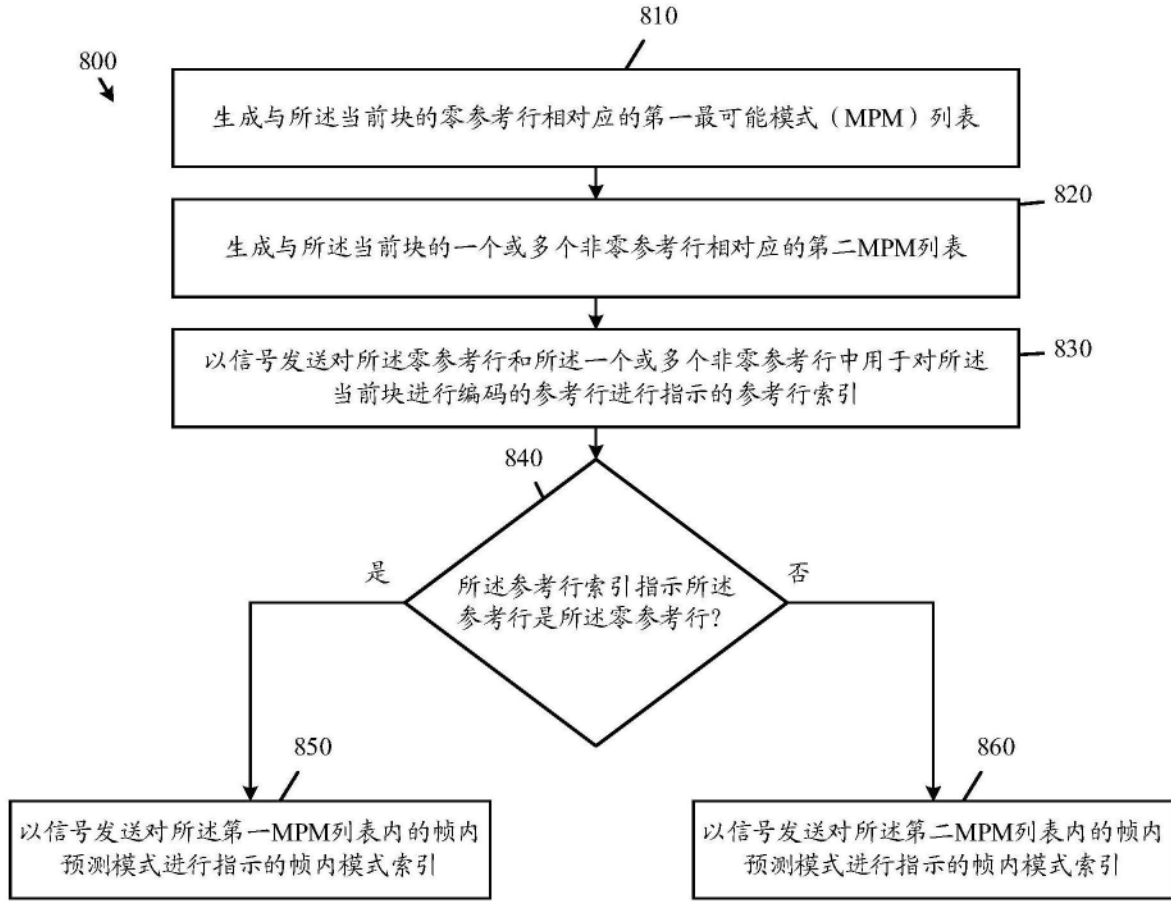 810
800
生成与所述当前块的零参考行相对应的第一最可能模式（MPM）列表
820
生成与所述当前块的一个或多个非零参考行相对应的第二MPM列表
830
以信号发送对所述零参考行和所述一个或多个非零参考行中用于对所述
当前块进行编码的参考行进行指示的参考行索引
840
所述参考行索引指示所述
参考行是所述零参考行?
是
否
850
以信号发送对所述第一MPM列表内的帧内
预测模式进行指示的帧内模式索引
860
以信号发送对所述第二MPM列表内的帧内
预测模式进行指示的帧内模式索引